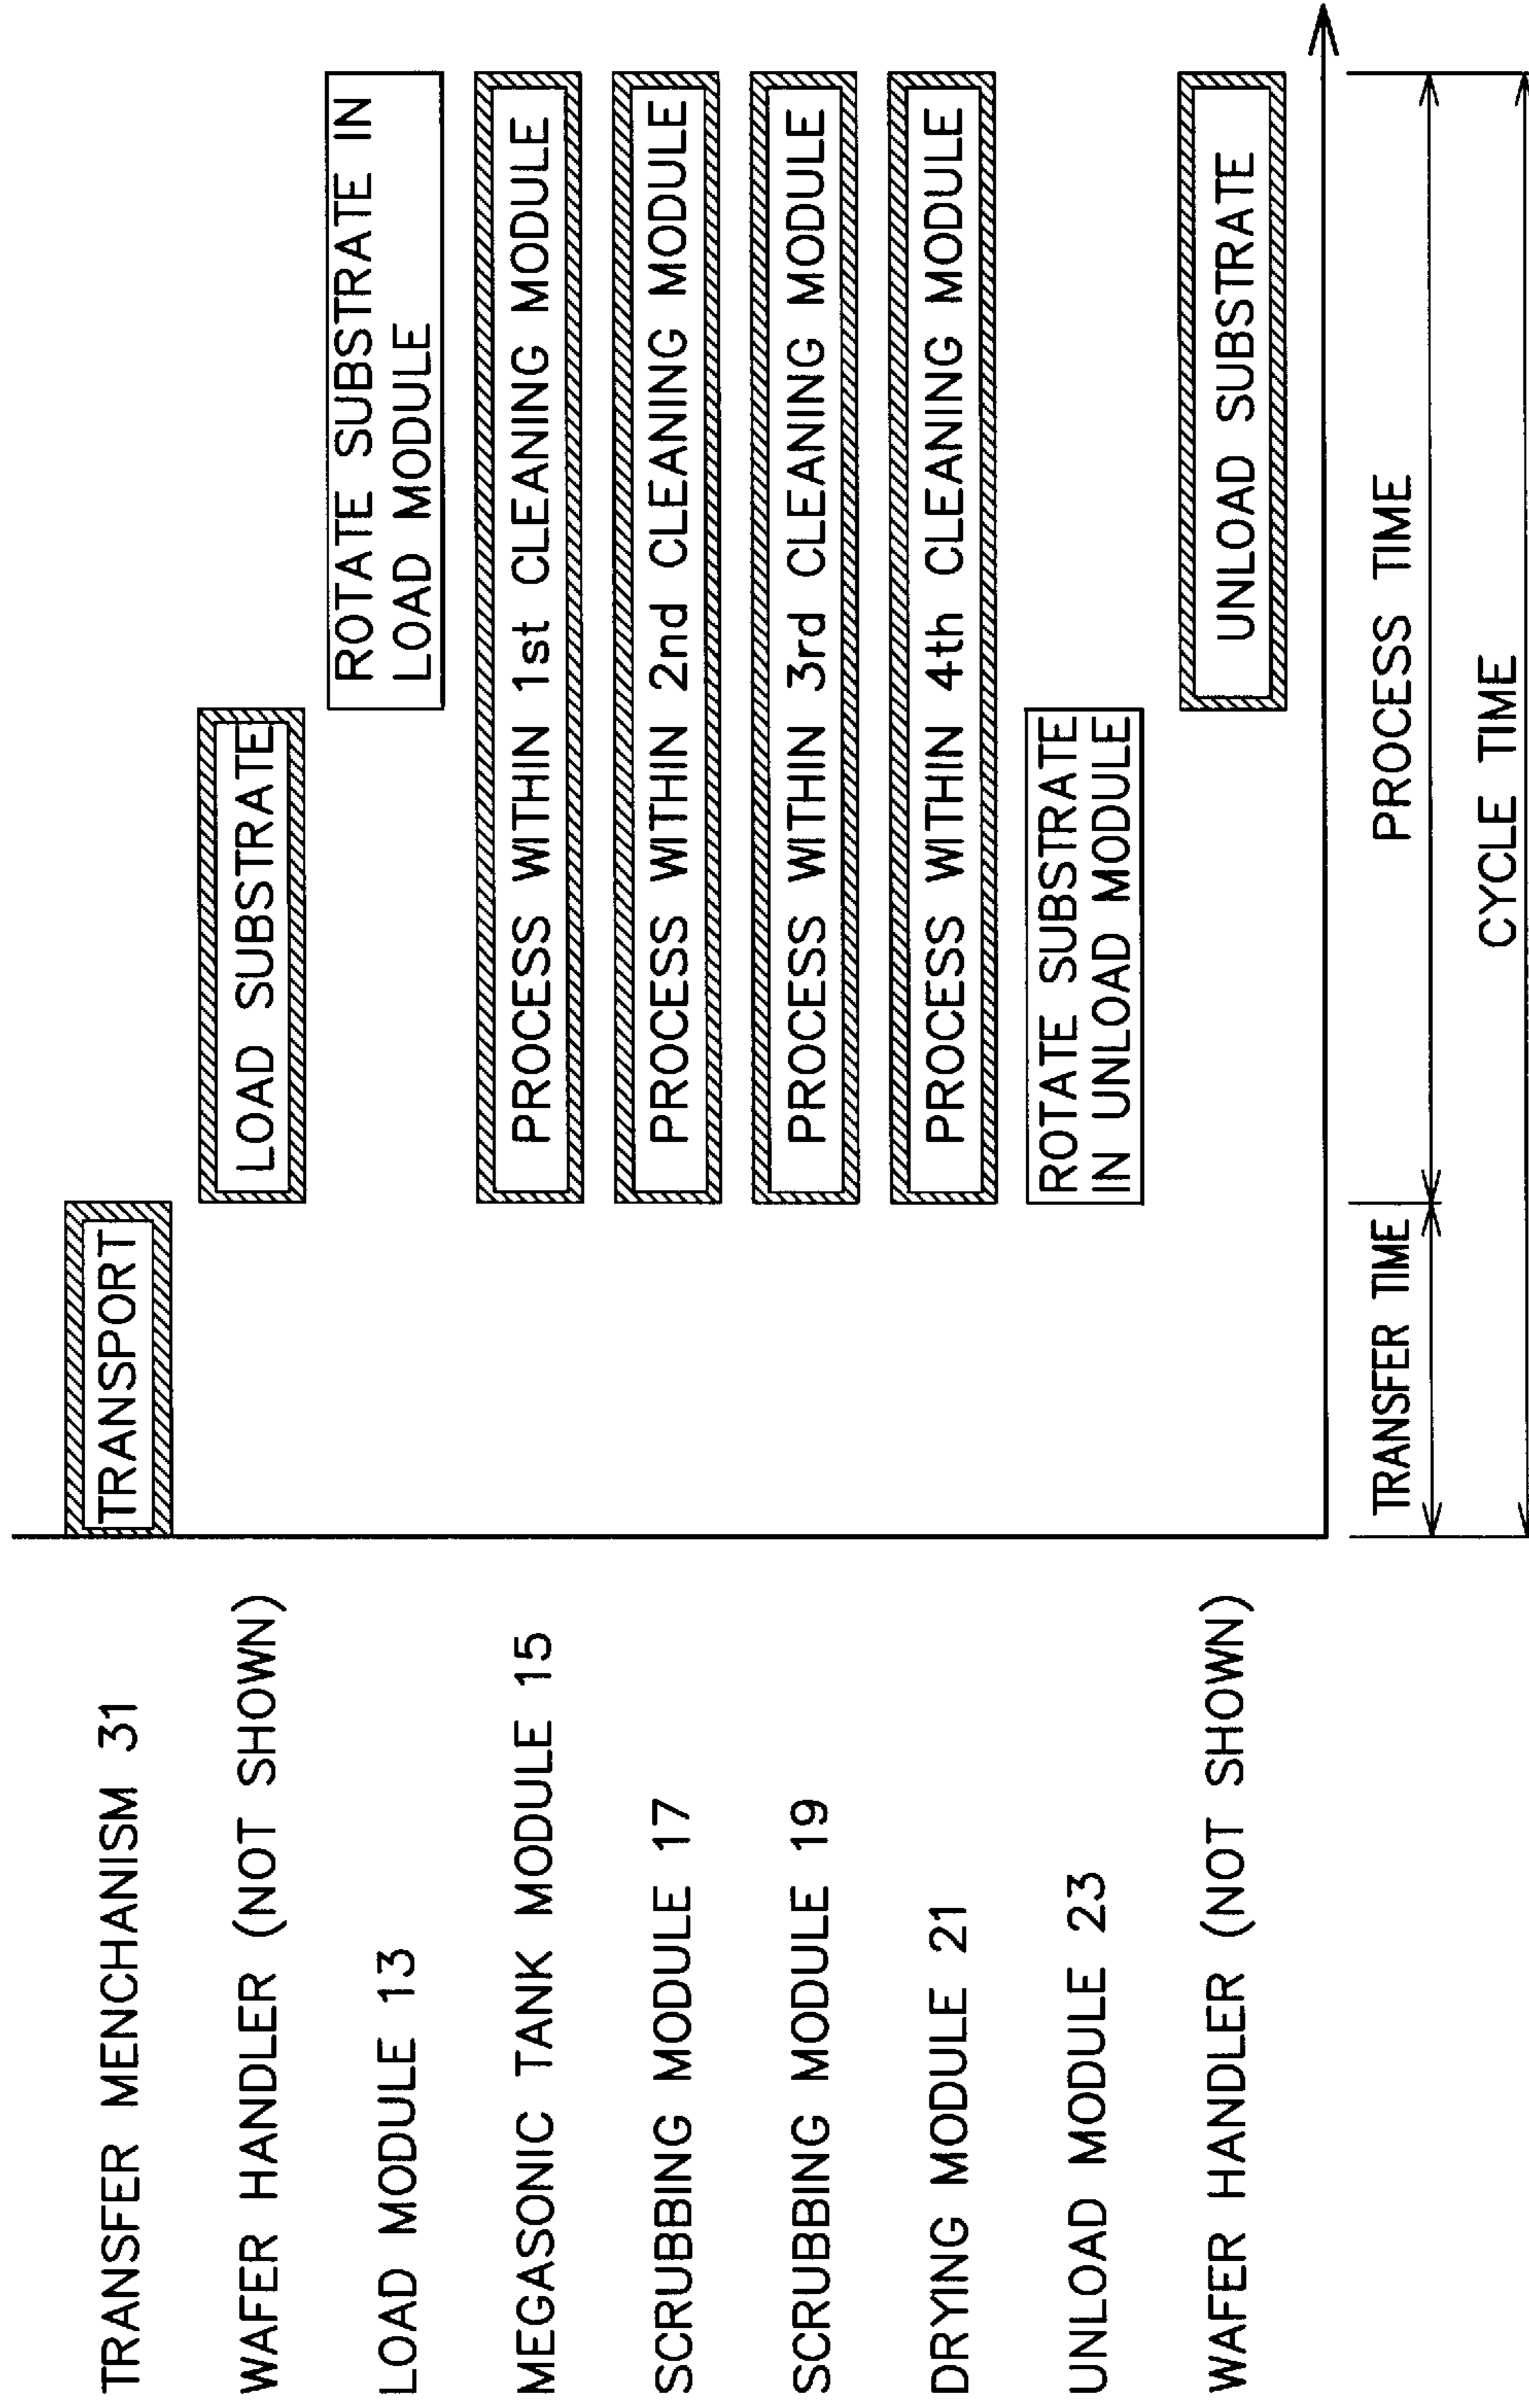 TRANSFER MENCHANISM 31
TRANSPORT
WAFER HANDLER (NOT SHOWN)
LOAD SUBSTRATE
LOAD MODULE 13
ROTATE SUBSTRATE IN
LOAD MODULE
MEGASONIC TANK MODULE 15
PROCESS WITHIN 1st CLEANING MODULE
SCRUBBING MODULE 17
PROCESS WITHIN 2nd CLEANING MODULE
SCRUBBING MODULE 19
PROCESS WITHIN 3rd CLEANING MODULE
DRYING MODULE 21
PROCESS WITHIN 4th CLEANING MODULE
UNLOAD MODULE 23
ROTATE SUBSTRATE
IN UNLOAD MODULE
WAFER HANDLER (NOT SHOWN)
UNLOAD SUBSTRATE
TRANSFER TIME
PROCESS TIME
CYCLE TIME